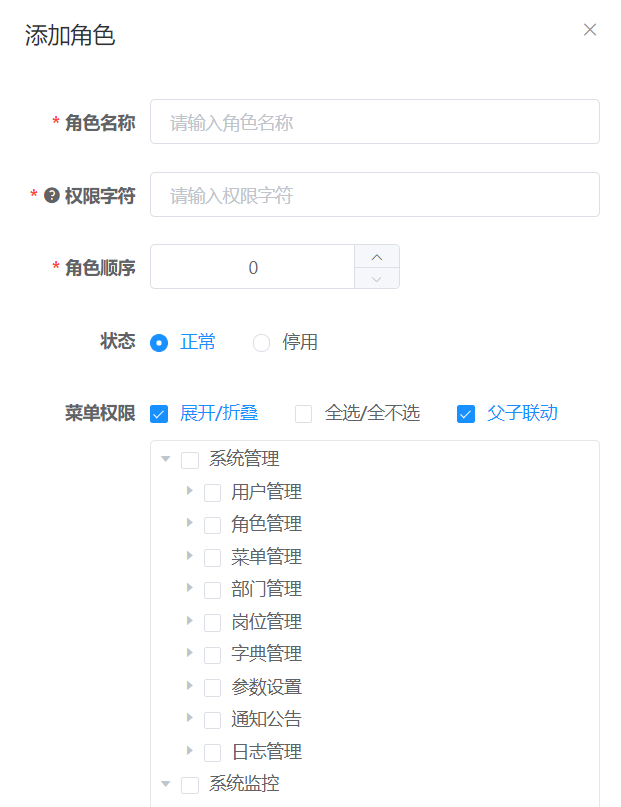 添加角色
* 角色名称 请输入角色名称
* 权限字符 请输入权限字符
* 角色顺序 0
状态 正常 停用
菜单权限 展开/折叠 全选/全不选 父子联动
系统管理
用户管理
角色管理
菜单管理
部门管理
岗位管理
字典管理
参数设置
通知公告
日志管理
系统监控